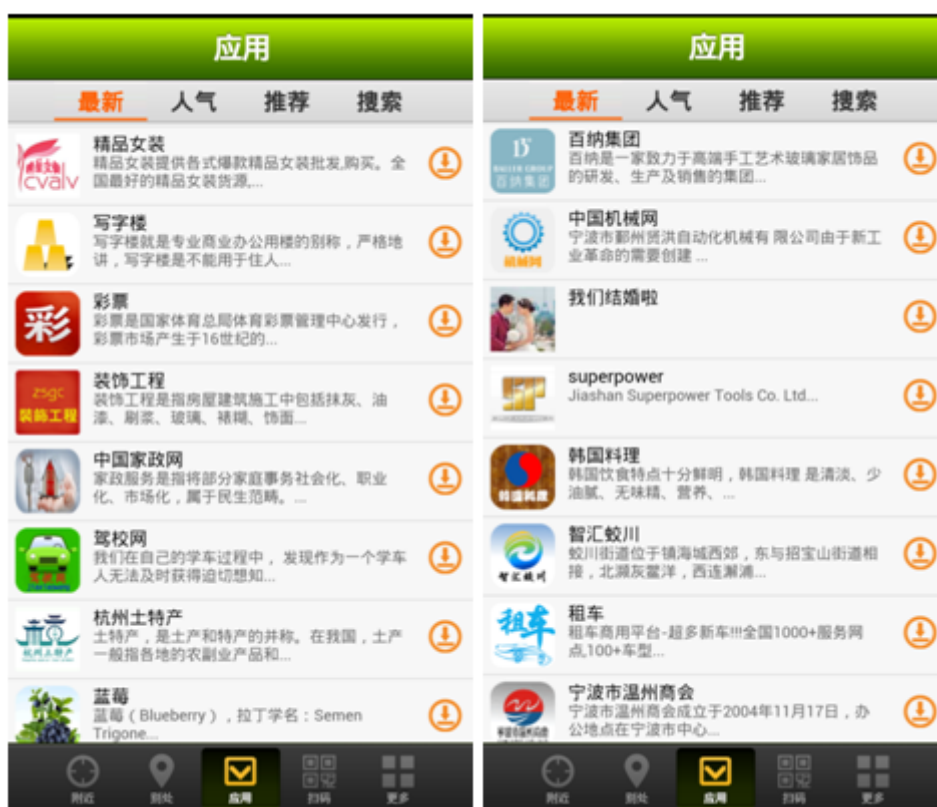 应用
最新 人气 推荐 搜索
精品女装
精品女装提供各式爆款精品女装批发,购买。全
国最好的精品女装货源,...
cvalv
写字楼
写字楼就是专业商业办公用楼的别称，严格地
讲，写字楼是不能用于住人...
彩
彩票
彩票是国家体育总局体育彩票管理中心发行，
彩票市场产生于16世纪的...
zsgc
装饰工程
装饰工程
装饰工程是指房屋建筑施工中包括抹灰、油
漆、刷浆、玻璃、裱糊、饰面...
中国家政网
家政服务是指将部分家庭事务社会化、职业
化、市场化，属于民生范畴。...
驾校网
我们在自己的学车过程中， 发现作为一个学车
人无法及时获得迫切想知...
杭州土特产
杭州土特产
土特产，是土产和特产的并称。在我国，土产
一般指各地的农副业产品和...
蓝莓
蓝莓（Blueberry），拉丁学名：Semen
Trigone...
附近 到处 应用 扫码 更多
应用
最新 人气 推荐 搜索
百纳集团
百纳集团
百纳是一家致力于高端手工艺术玻璃家居饰品
的研发、生产及销售的集团...
机械网
中国机械网
宁波市鄞州贤洪自动化机械有 限公司由于新工
业革命的需要创建 ...
我们结婚啦
superpower
Jiashan Superpower Tools Co. Ltd...
韩国料理
韩国料理
韩国饮食特点十分鲜明，韩国料理 是清淡、少
油腻、无味精、营养、...
智汇蛟川
智汇蛟川
蛟川街道位于镇海城西郊，东与招宝山街道相
接，北濒灰鳖洋，西连澥浦...
租车
租车
租车商用平台-超多新车!!!全国1000+服务网
点,100+车型...
宁波市温州商会
宁波市温州商会成立于2004年11月17日，办
公地点在宁波市中心...
附近 到处 应用 扫码 更多